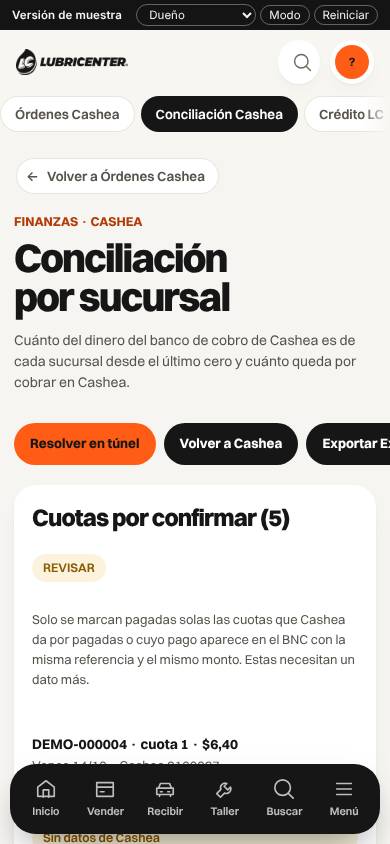 Versión de muestra Dueño Modo Reiniciar
LC LUBRICENTER. ?
Órdenes Cashea Conciliación Cashea Crédito LC
← Volver a Órdenes Cashea
FINANZAS · CASHEA
Conciliación
por sucursal
Cuánto del dinero del banco de cobro de Cashea es de
cada sucursal desde el último cero y cuánto queda por
cobrar en Cashea.
Resolver en túnel Volver a Cashea Exportar E
Cuotas por confirmar (5)
REVISAR
Solo se marcan pagadas solas las cuotas que Cashea
da por pagadas o cuyo pago aparece en el BNC con la
misma referencia y el mismo monto. Estas necesitan un
dato más.
DEMO-000004 · cuota 1 · $6,40
Inicio Vender Recibir Taller Buscar Menú
Sin datos de Cashea